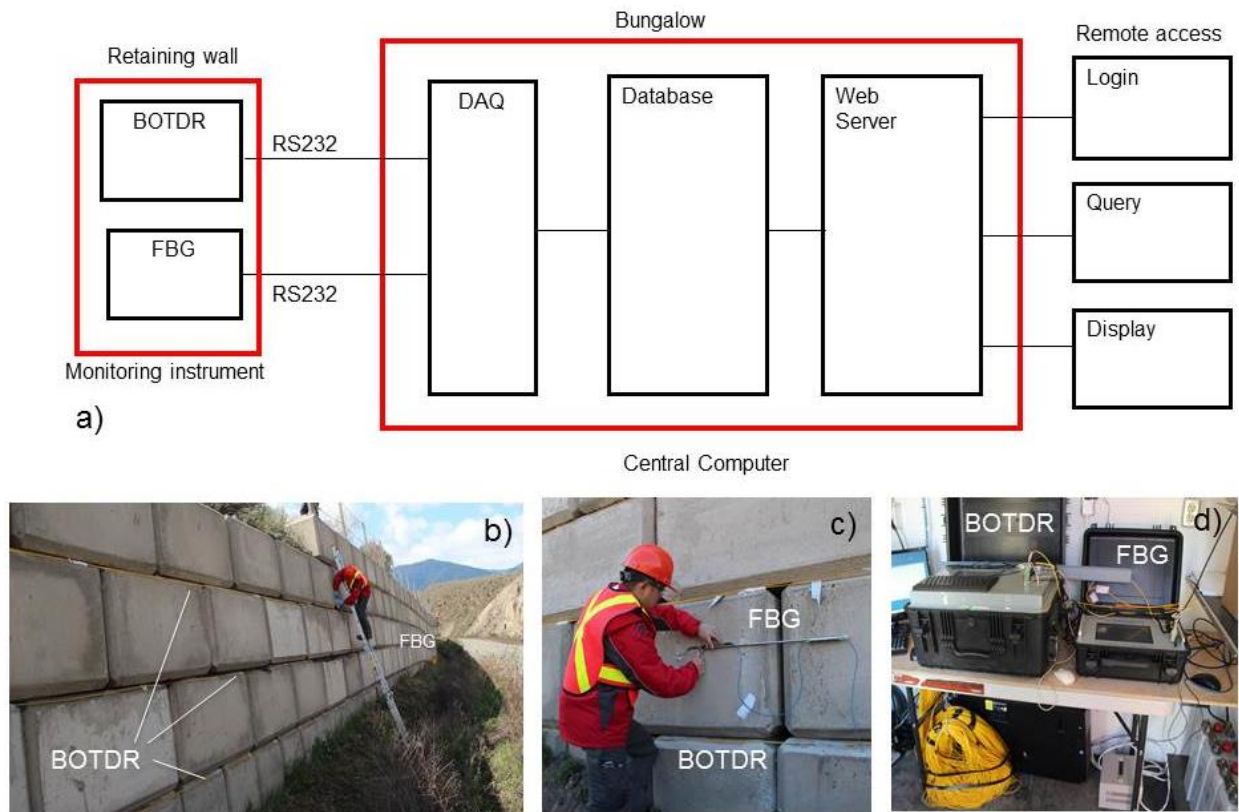 Bungalow
Retaining wall
Remote access
BOTDR
DAQ
Database
Web
Server
Login
RS232
Query
FBG
RS232
Display
Monitoring instrument
a)
Central Computer
b)
FBG
BOTDR
c)
FBG
BOTDR
d)
BOTDR
FBG